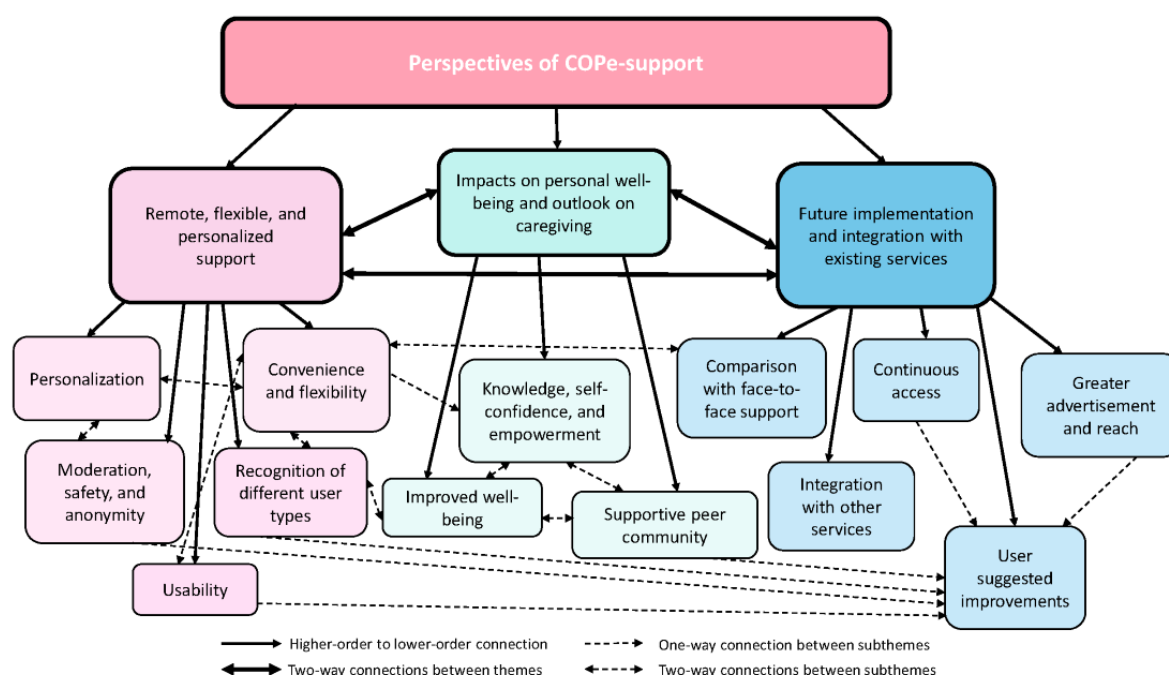 Perspectives of COPe-support
Impacts on personal well-
being and outlook on
caregiving
Remote, flexible, and
personalized
support
Future implementation
and integration with
existing services
Personalization
Convenience
and flexibility
Knowledge, self-
confidence, and
empowerment
Comparison
with face-to-
face support
Continuous
access
Greater
advertisement
and reach
Moderation,
safety, and
anonymity
Recognition of
different user
types
Improved well-
being
Supportive peer
community
Integration
with other
services
User
suggested
improvements
Usability
Higher-order to lower-order connection
One-way connection between subthemes
Two-way connections between themes
Two-way connections between subthemes